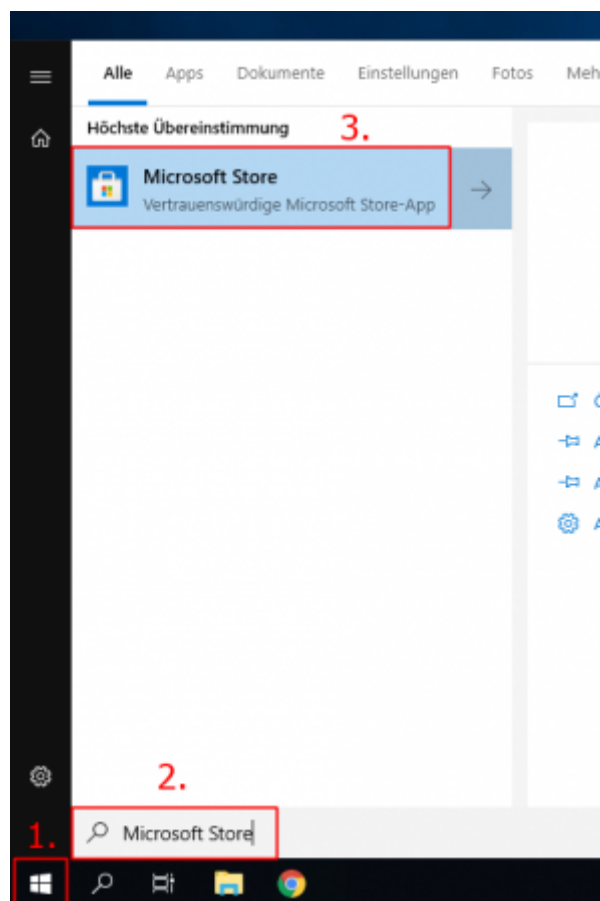 Alle Apps Dokumente Einstellungen Fotos
Höchste Übereinstimmung
3.
Microsoft Store
Vertrauenswürdige Microsoft Store-App
2.
1.
Microsoft Store